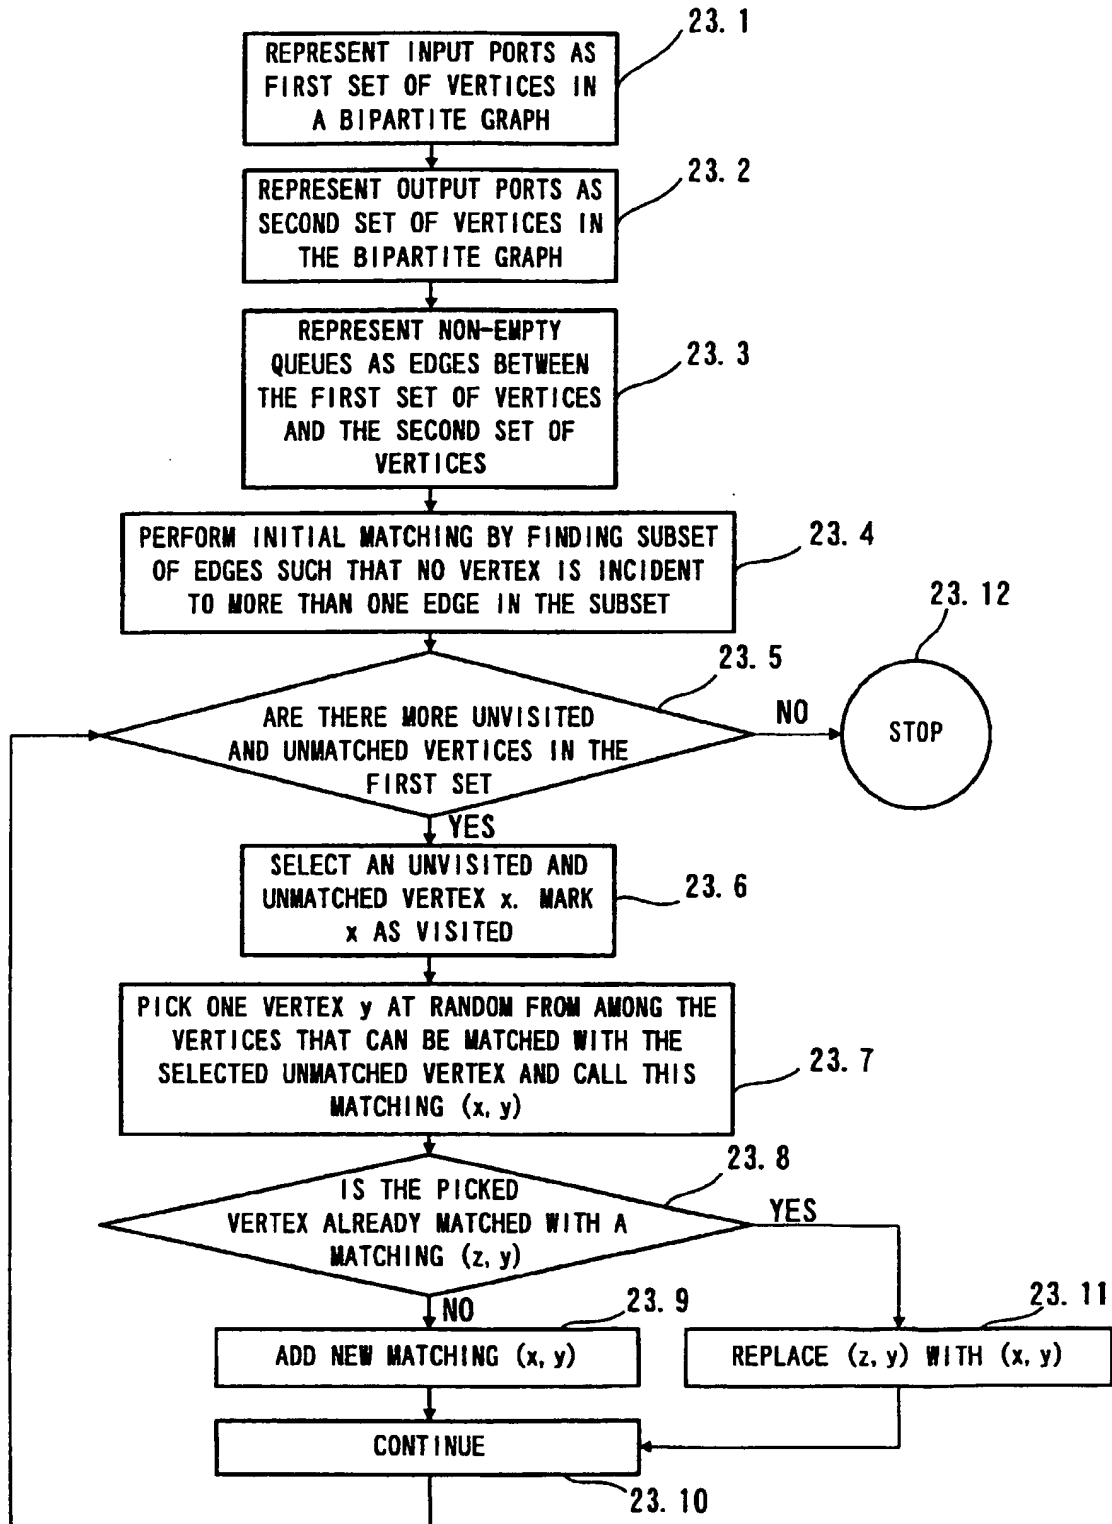 23.1
REPRESENT INPUT PORTS AS
FIRST SET OF VERTICES IN
A BIPARTITE GRAPH
23.2
REPRESENT OUTPUT PORTS AS
SECOND SET OF VERTICES IN
THE BIPARTITE GRAPH
23.3
REPRESENT NON-EMPTY
QUEUES AS EDGES BETWEEN
THE FIRST SET OF VERTICES
AND THE SECOND SET OF
VERTICES
23.4
PERFORM INITIAL MATCHING BY FINDING SUBSET
OF EDGES SUCH THAT NO VERTEX IS INCIDENT
TO MORE THAN ONE EDGE IN THE SUBSET
23.5
ARE THERE MORE UNVISITED
AND UNMATCHED VERTICES IN THE
FIRST SET
NO
23.12
STOP
YES
23.6
SELECT AN UNVISITED AND
UNMATCHED VERTEX x. MARK
x AS VISITED
23.7
PICK ONE VERTEX y AT RANDOM FROM AMONG THE
VERTICES THAT CAN BE MATCHED WITH THE
SELECTED UNMATCHED VERTEX AND CALL THIS
MATCHING (x, y)
23.8
IS THE PICKED
VERTEX ALREADY MATCHED WITH A
MATCHING (z, y)
YES
NO
23.9
ADD NEW MATCHING (x, y)
23.11
REPLACE (z, y) WITH (x, y)
CONTINUE
23.10